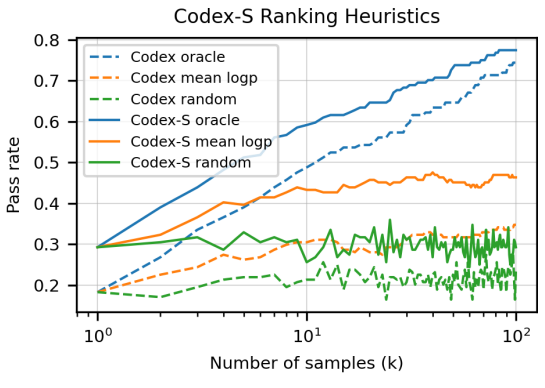 Codex-S Ranking Heuristics
Pass rate
0.8
0.7
0.6
0.5
0.4
0.3
0.2
Codex oracle
Codex mean logp
Codex random
Codex-S oracle
Codex-S mean logp
Codex-S random
10⁰
10¹
10²
Number of samples (k)